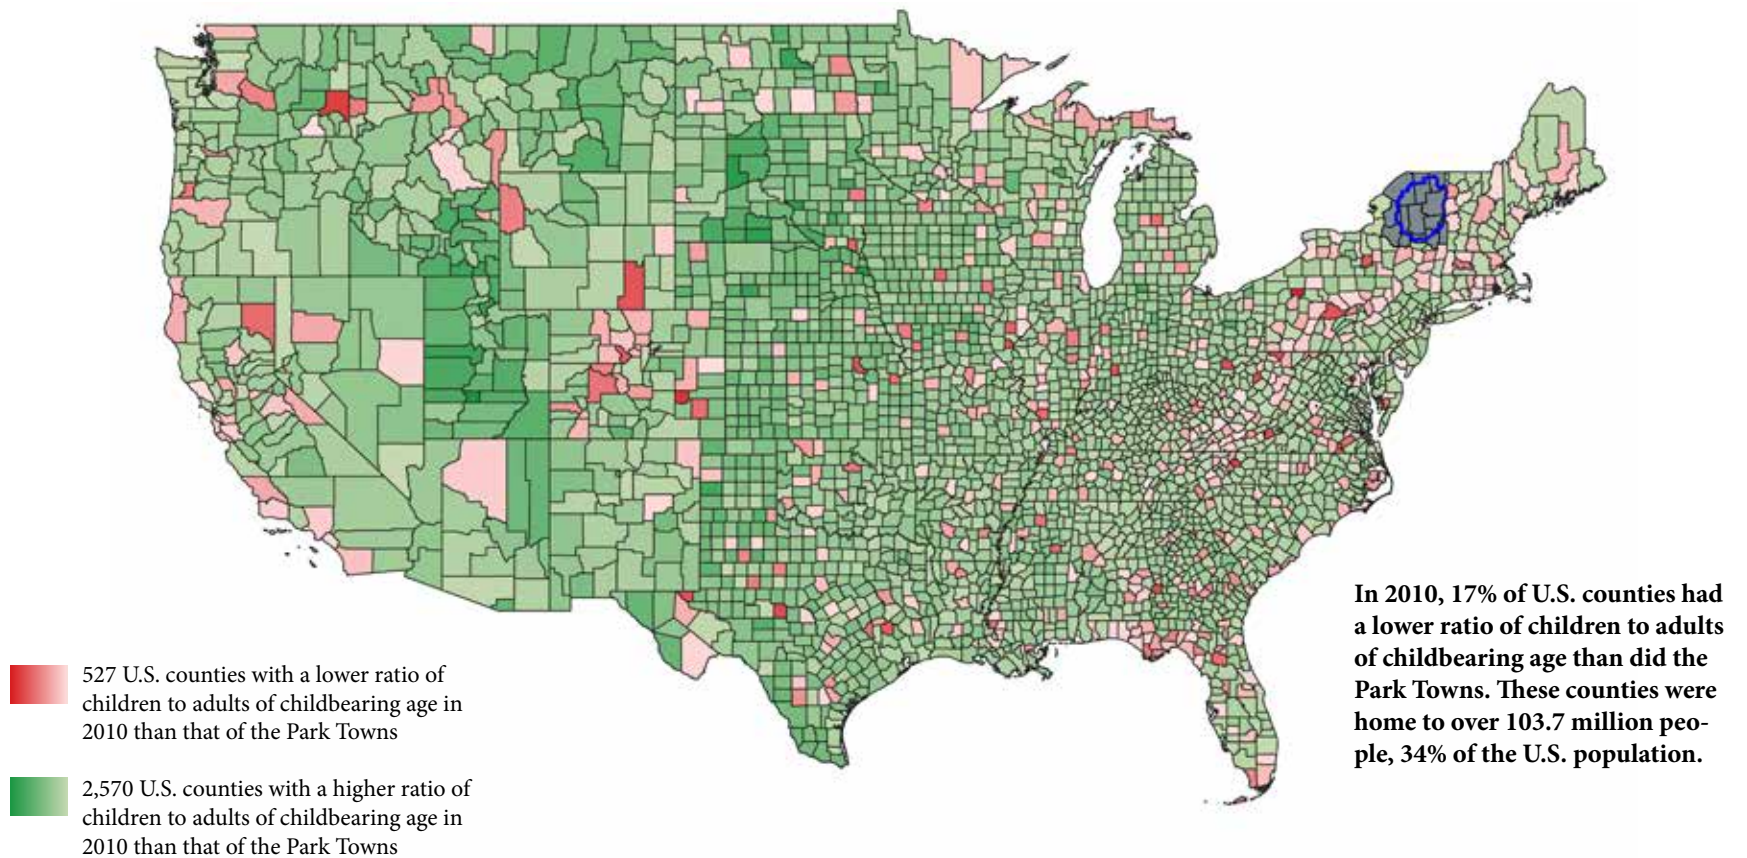 In 2010, 17% of U.S. counties had
a lower ratio of children to adults
of childbearing age than did the
Park Towns. These counties were
home to over 103.7 million peo-
ple, 34% of the U.S. population.
527 U.S. counties with a lower ratio of
children to adults of childbearing age in
2010 than that of the Park Towns
2,570 U.S. counties with a higher ratio of
children to adults of childbearing age in
2010 than that of the Park Towns